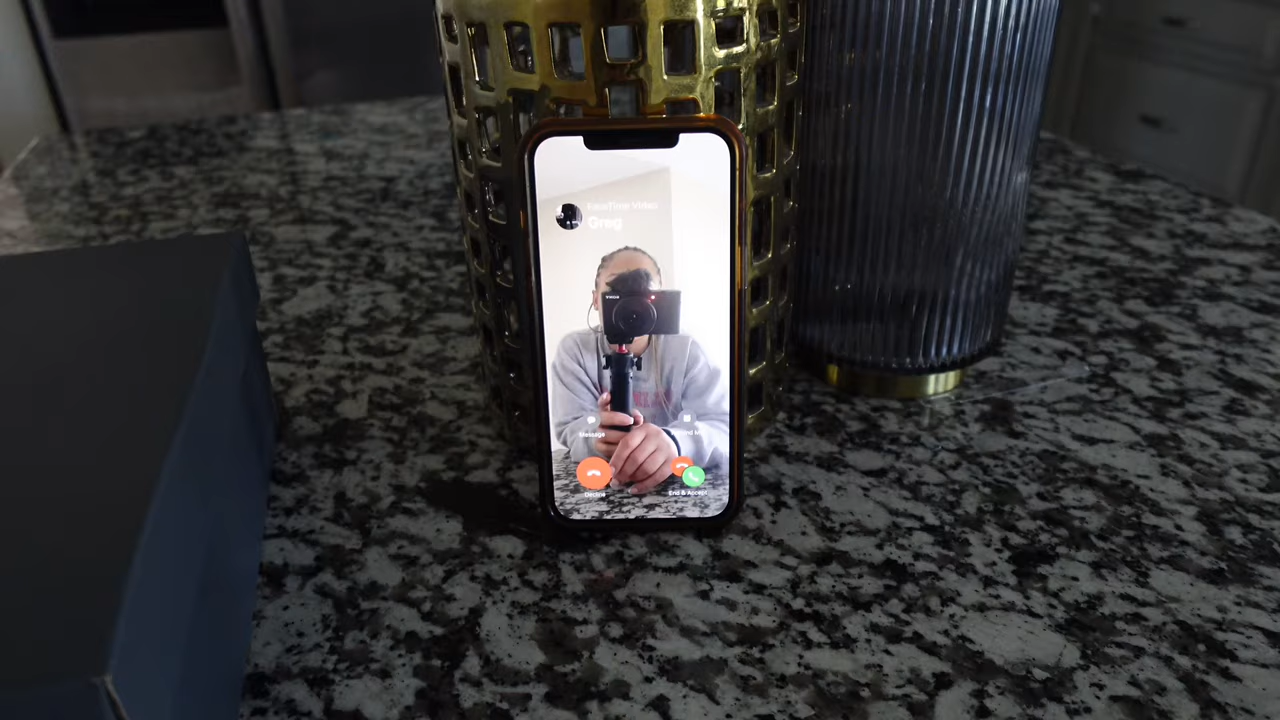 FaceTime Video
Greg
Message
Decline
End & Accept